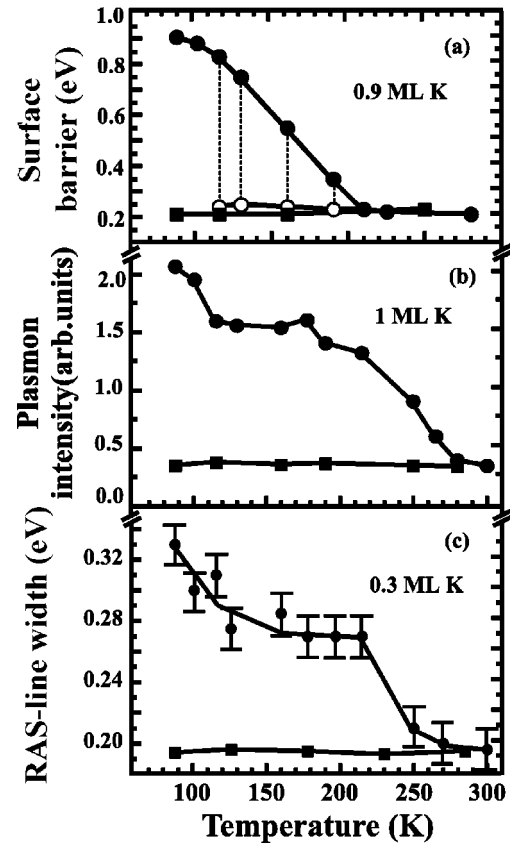 Surface
barrier (eV)
1.0
0.8
0.6
0.4
0.2
(a)
0.9 ML K
Plasmon
intensity(arb.units)
2.0
1.5
1.0
0.5
0.0
(b)
1 ML K
RAS-line width (eV)
0.32
0.28
0.24
0.20
(c)
0.3 ML K
100 150 200 250 300
Temperature (K)